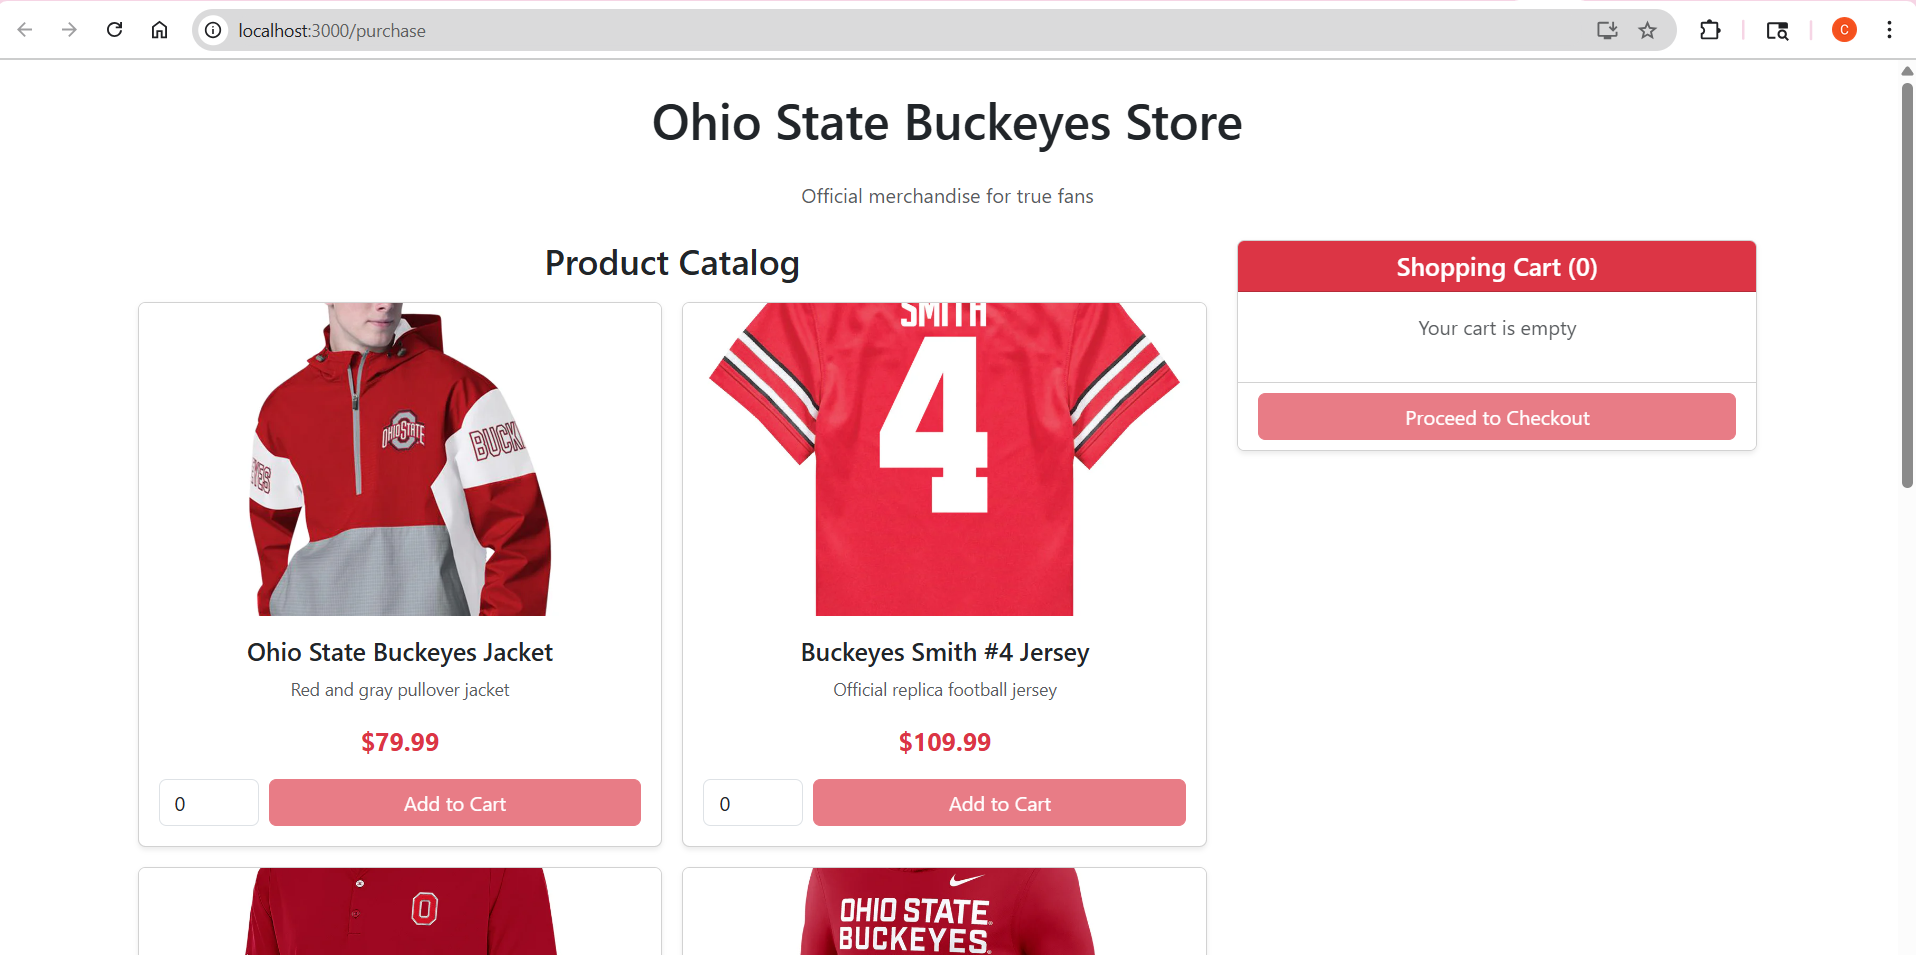 localhost:3000/purchase
C
Ohio State Buckeyes Store
Official merchandise for true fans
Product Catalog
OHIO STATE
BUCK
YES
Ohio State Buckeyes Jacket
Red and gray pullover jacket
$79.99
0
Add to Cart
SMITH
4
Buckeyes Smith #4 Jersey
Official replica football jersey
$109.99
0
Add to Cart
O
OHIO STATE
BUCKEYES
Shopping Cart (0)
Your cart is empty
Proceed to Checkout